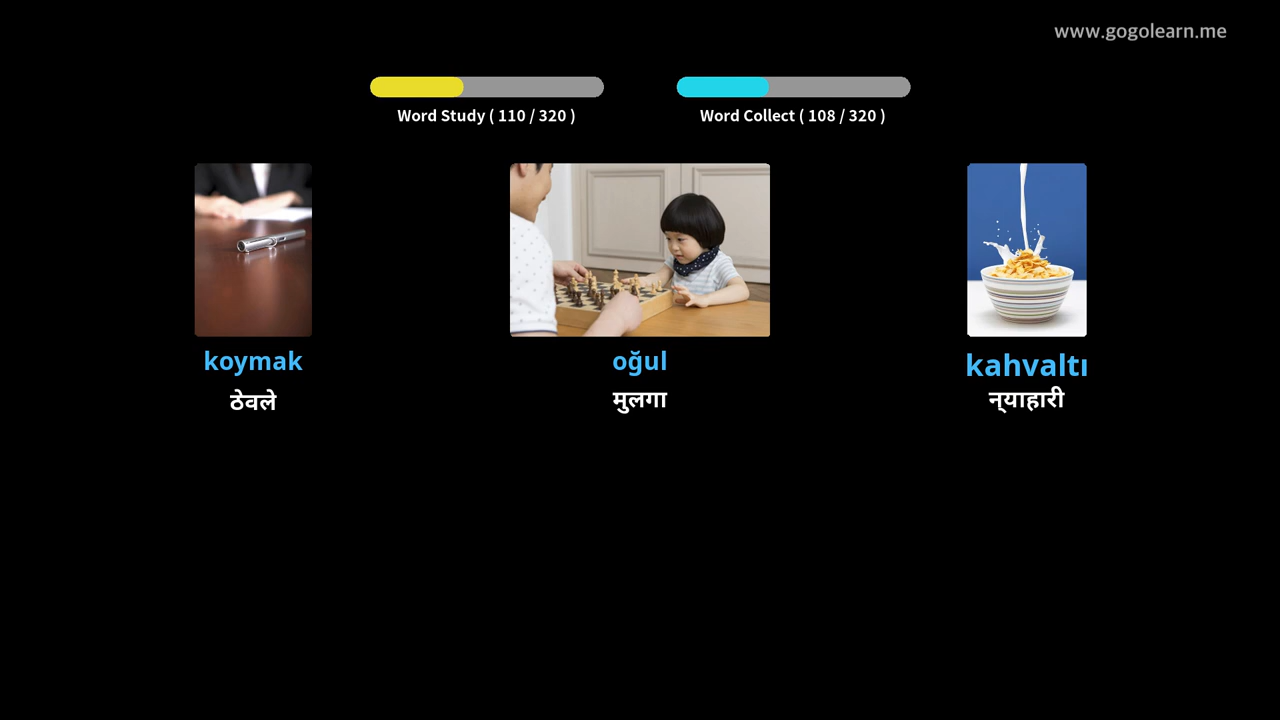 www.gogolearn.me
Word Study ( 110 / 320 )
Word Collect ( 108 / 320 )
koymak
oğul
kahvaltı
ठेवले
मुलगा
न्‍याहारी